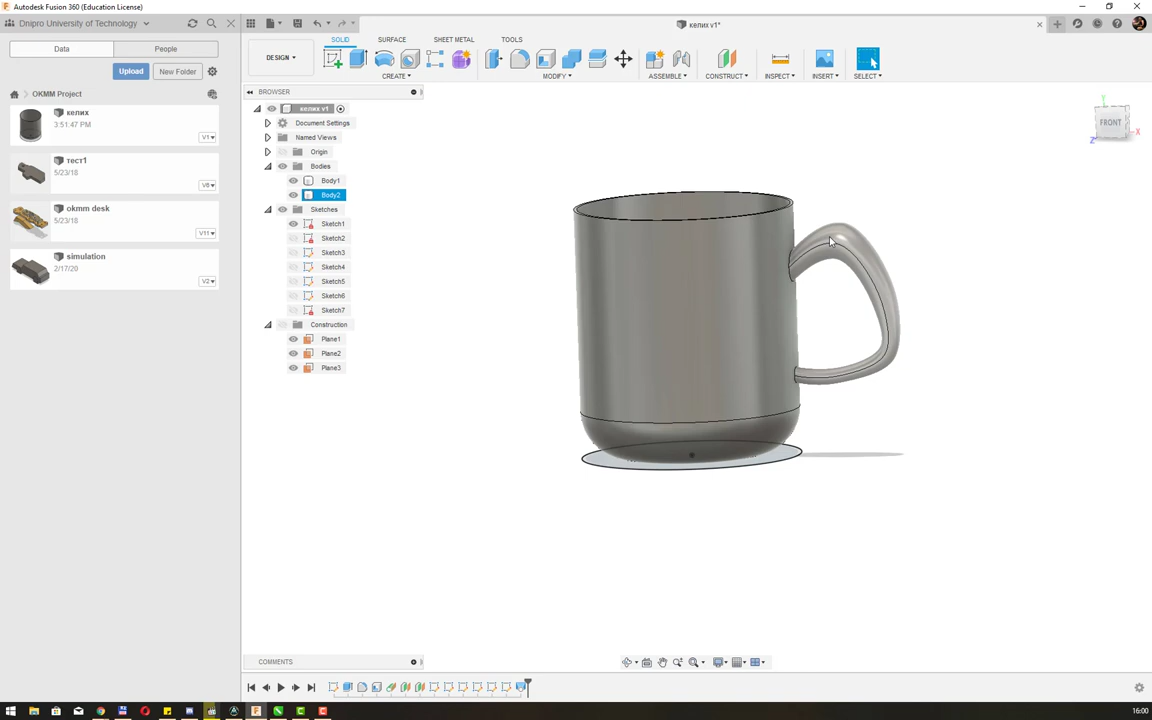 Autodesk Fusion 360 (Education License)
Dnipro University of Technology
келих v1*
Data
People
Upload
New Folder
OKMM Project
келих
3:51:47 PM
V1
тест1
5/23/18
V6
okmm desk
5/23/18
V11
simulation
2/17/20
V2
SOLID
SURFACE
SHEET METAL
TOOLS
DESIGN
CREATE
MODIFY
ASSEMBLE
CONSTRUCT
INSPECT
INSERT
SELECT
BROWSER
келих v1
Document Settings
Named Views
Origin
Bodies
Body1
Body2
Sketches
Sketch1
Sketch2
Sketch3
Sketch4
Sketch5
Sketch6
Sketch7
Construction
Plane1
Plane2
Plane3
Y
FRONT
X
Z
COMMENTS
16:00